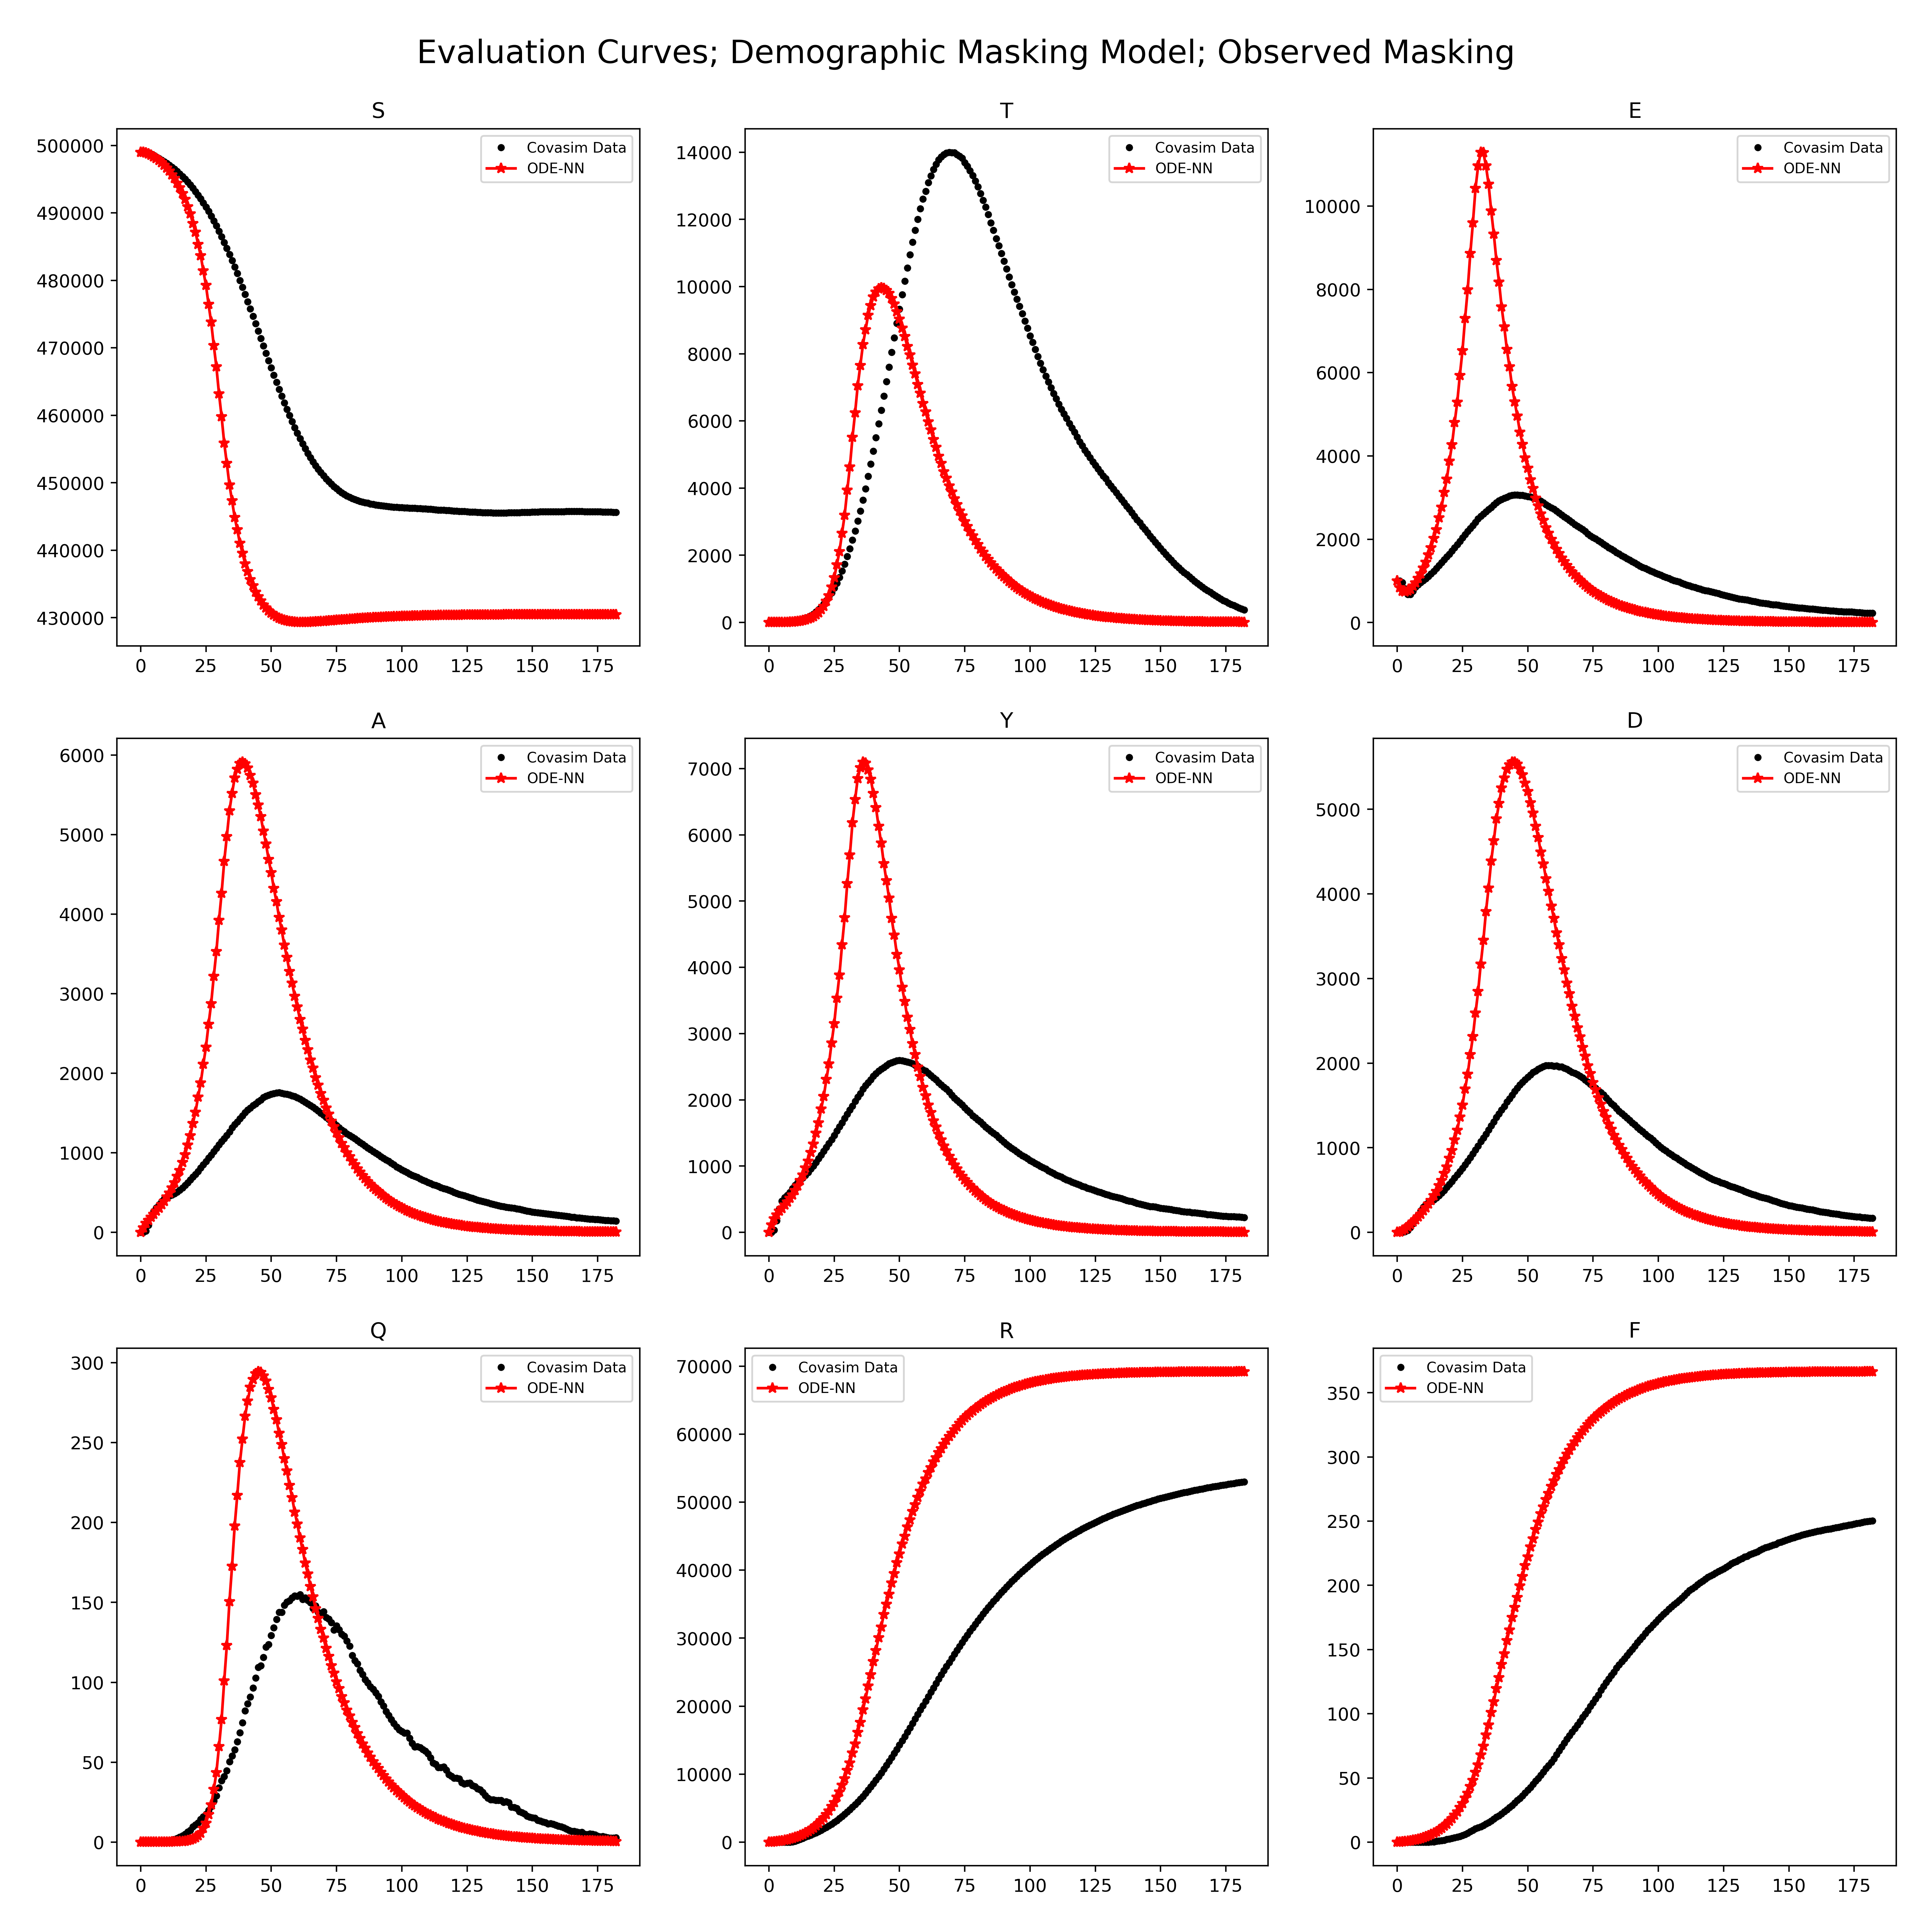 Evaluation Curves; Demographic Masking Model; Observed Masking
S
Covasim Data
ODE-NN
500000
490000
480000
470000
460000
450000
440000
430000
0 25 50 75 100 125 150 175
T
Covasim Data
ODE-NN
14000
12000
10000
8000
6000
4000
2000
0
0 25 50 75 100 125 150 175
E
Covasim Data
ODE-NN
10000
8000
6000
4000
2000
0
0 25 50 75 100 125 150 175
A
Covasim Data
ODE-NN
6000
5000
4000
3000
2000
1000
0
0 25 50 75 100 125 150 175
Y
Covasim Data
ODE-NN
7000
6000
5000
4000
3000
2000
1000
0
0 25 50 75 100 125 150 175
D
Covasim Data
ODE-NN
5000
4000
3000
2000
1000
0
0 25 50 75 100 125 150 175
Q
Covasim Data
ODE-NN
300
250
200
150
100
50
0
0 25 50 75 100 125 150 175
R
Covasim Data
ODE-NN
70000
60000
50000
40000
30000
20000
10000
0
0 25 50 75 100 125 150 175
F
Covasim Data
ODE-NN
350
300
250
200
150
100
50
0
0 25 50 75 100 125 150 175